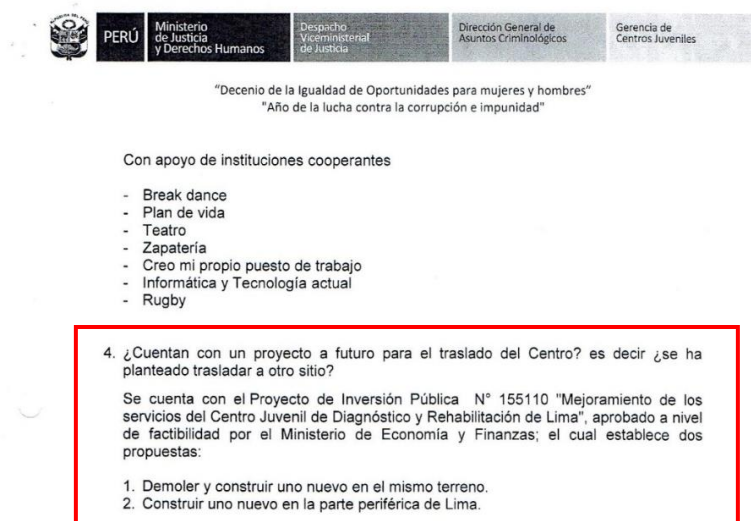 PERÚ
Ministerio
de Justicia
y Derechos Humanos
Despacho
Viceministerial
de Justicia
Dirección General de
Asuntos Criminológicos
Gerencia de
Centros Juveniles
"Decenio de la Igualdad de Oportunidades para mujeres y hombres"
"Año de la lucha contra la corrupción e impunidad"
Con apoyo de instituciones cooperantes
- Break dance
- Plan de vida
- Teatro
- Zapatería
- Creo mi propio puesto de trabajo
- Informática y Tecnología actual
- Rugby
4. ¿Cuentan con un proyecto a futuro para el traslado del Centro? es decir ¿se ha
planteado trasladar a otro sitio?
Se cuenta con el Proyecto de Inversión Pública N° 155110 "Mejoramiento de los
servicios del Centro Juvenil de Diagnóstico y Rehabilitación de Lima", aprobado a nivel
de factibilidad por el Ministerio de Economía y Finanzas; el cual establece dos
propuestas:
1. Demoler y construir uno nuevo en el mismo terreno.
2. Construir uno nuevo en la parte periférica de Lima.